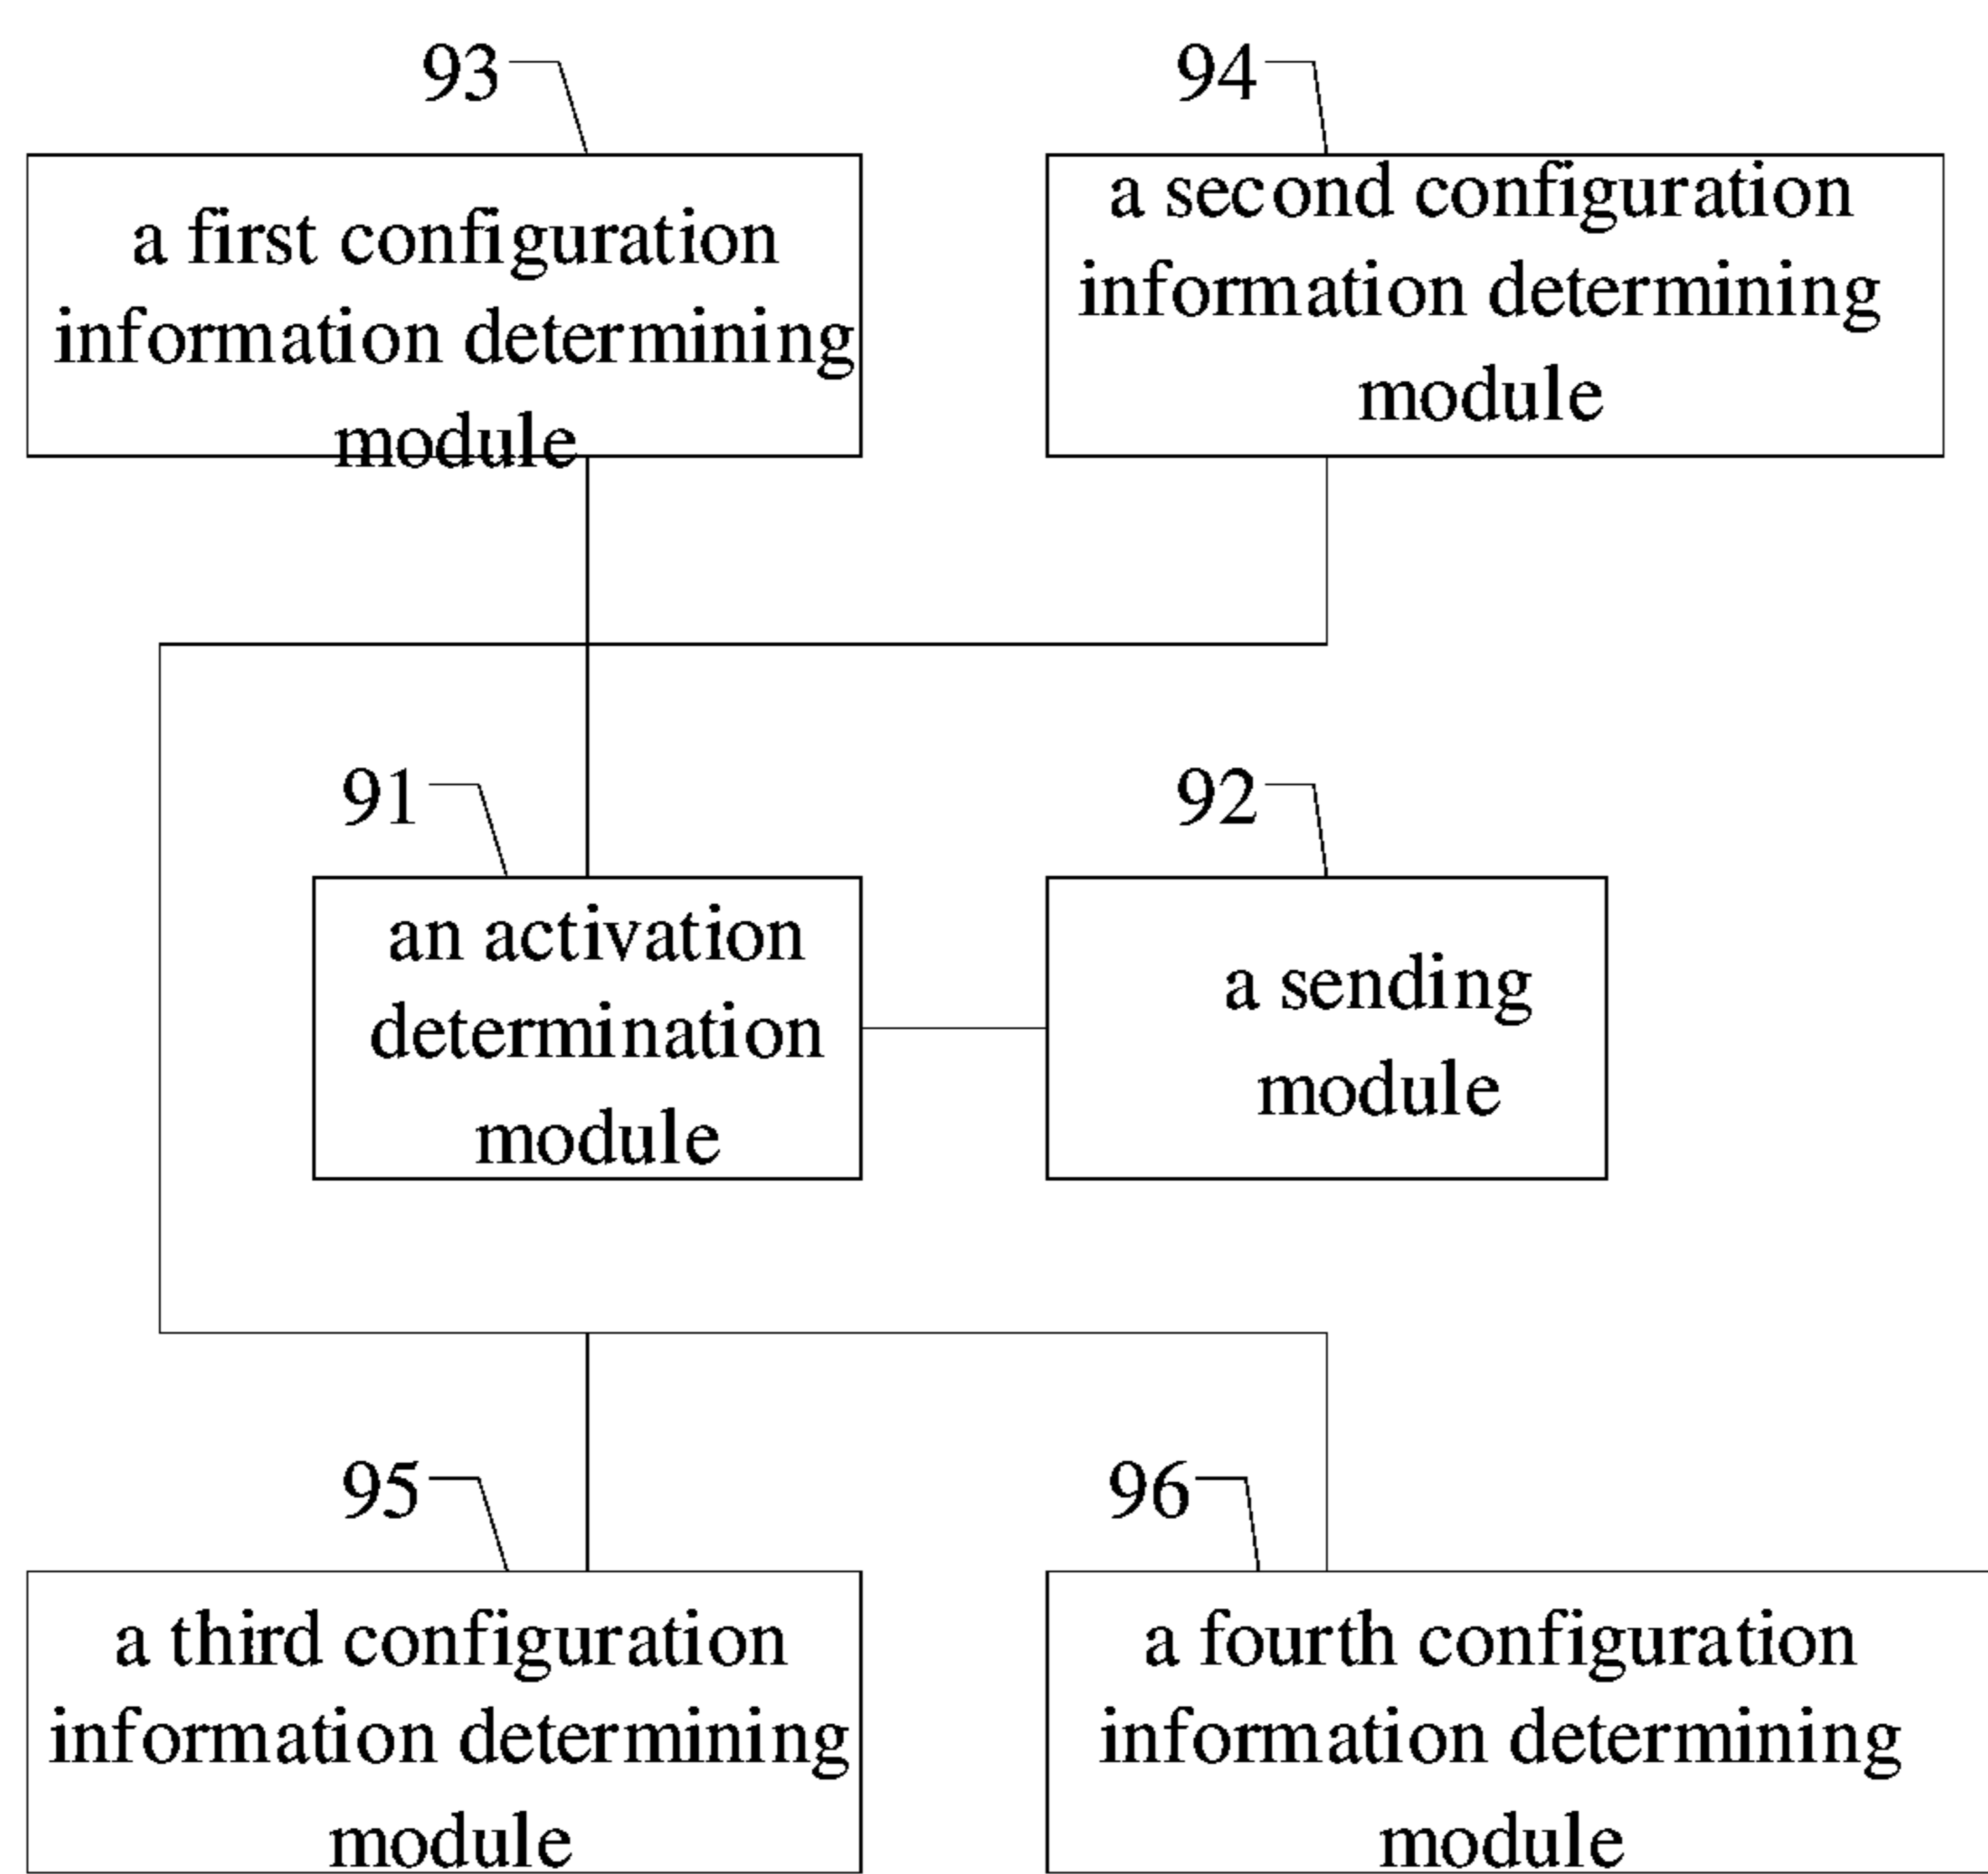 93
a first configuration
information determining
module
94
a second configuration
information determining
module
91
an activation
determination
module
92
a sending
module
95
a third configuration
information determining
module
96
a fourth configuration
information determining
module